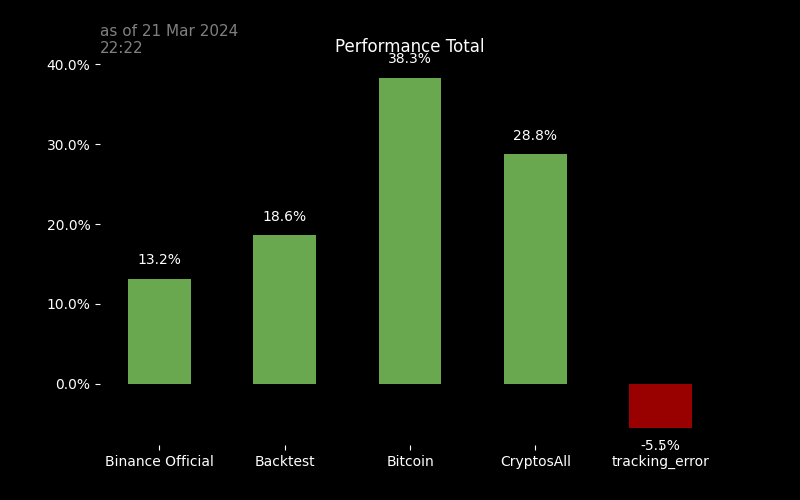 as of 21 Mar 2024
22:22
Performance Total
40.0%
30.0%
20.0%
10.0%
0.0%
13.2%
18.6%
38.3%
28.8%
-5.5%
Binance Official
Backtest
Bitcoin
CryptosAll
tracking_error